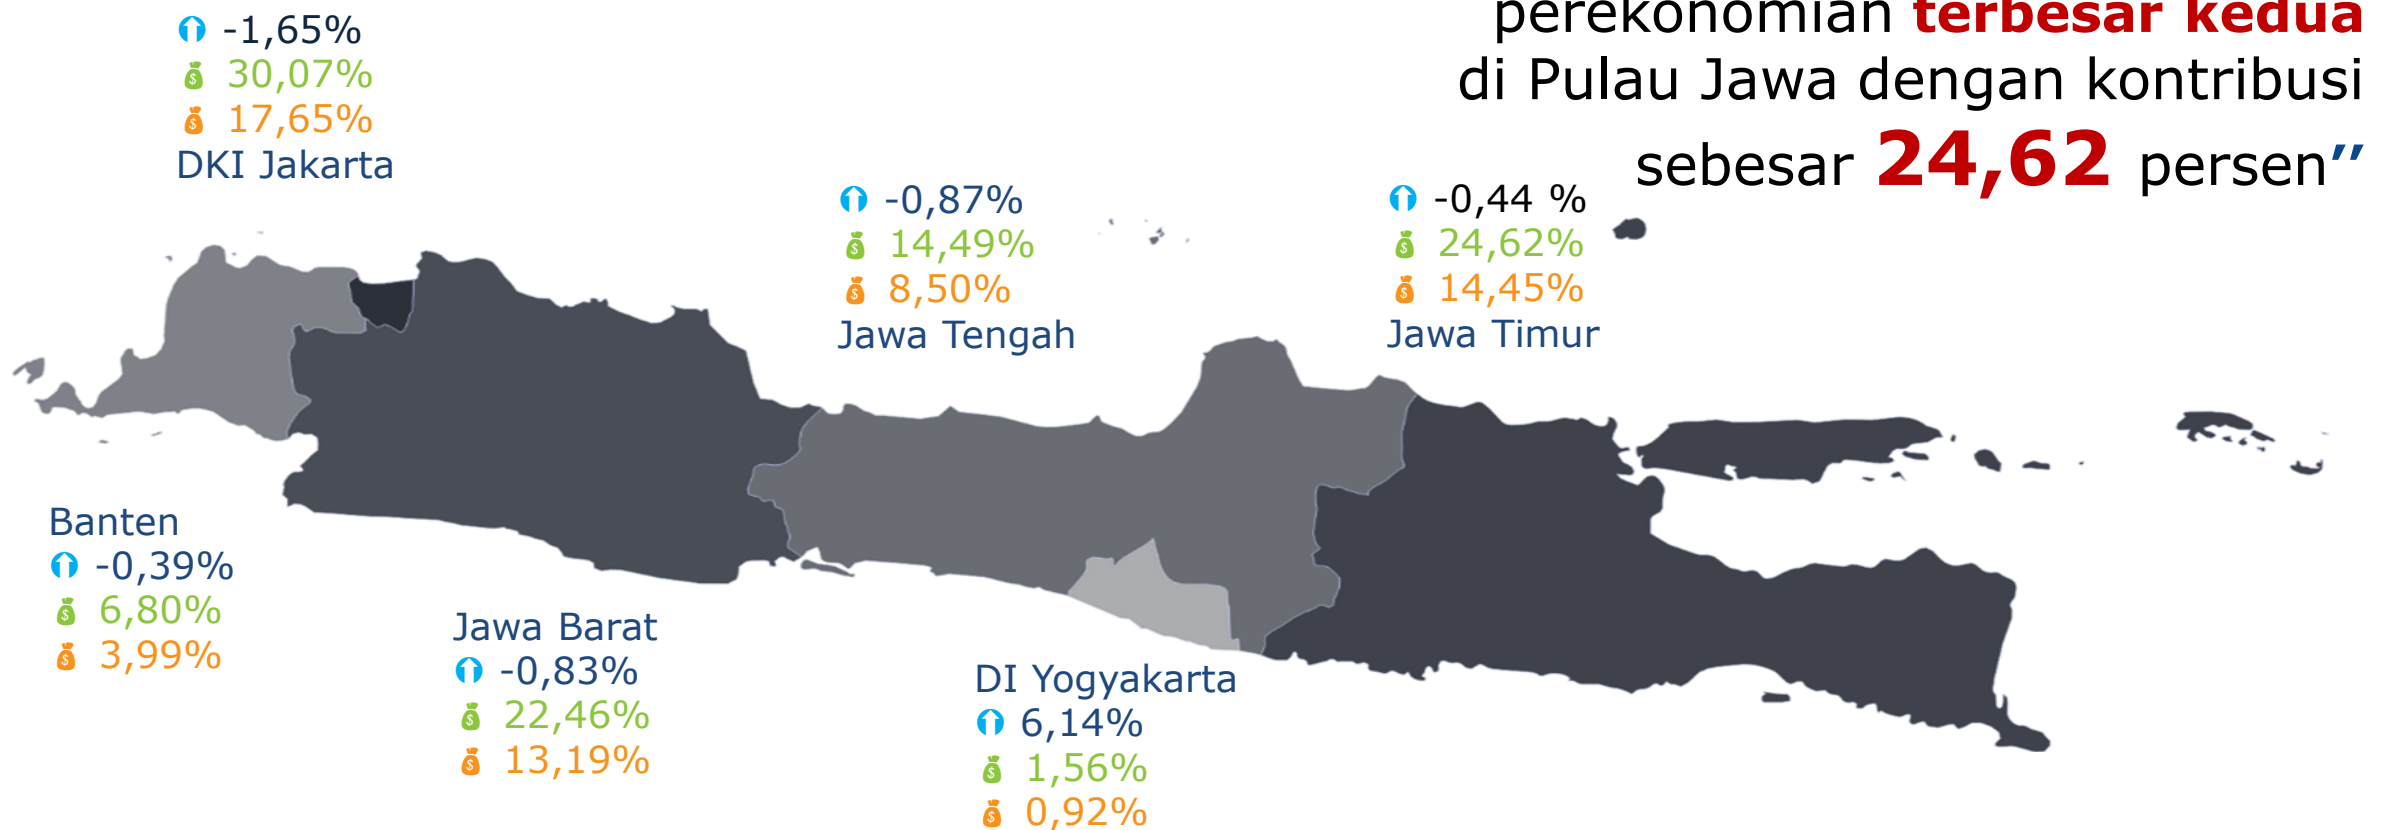 perekonomian terbesar kedua
di Pulau Jawa dengan kontribusi
sebesar 24,62 persen’’
-1,65%
30,07%
17,65%
DKI Jakarta
-0,87%
14,49%
8,50%
Jawa Tengah
-0,44 %
24,62%
14,45%
Jawa Timur
Banten
-0,39%
6,80%
3,99%
Jawa Barat
-0,83%
22,46%
13,19%
DI Yogyakarta
6,14%
1,56%
0,92%